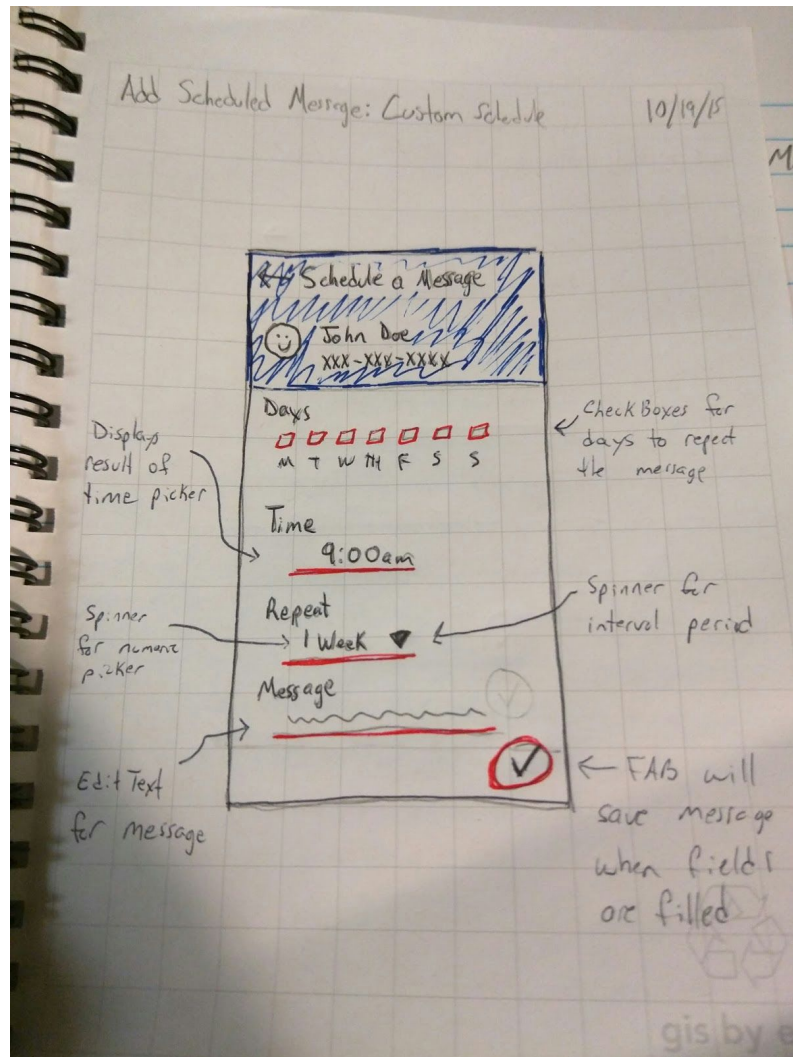 Add Scheduled Message: Custom Schedule
10/19/15
M
Schedule a Message
John Doe
xxx-xxx-xxxx
Days
M T W TH F S S
Time
9:00am
Repeat
1 Week
Message
Displays
result of
time picker
Spinner
for numeric
picker
Edit Text
for message
Check Boxes for
days to repeat
the message
Spinner for
interval period
FAB will
save message
when fields
are filled
gis by e